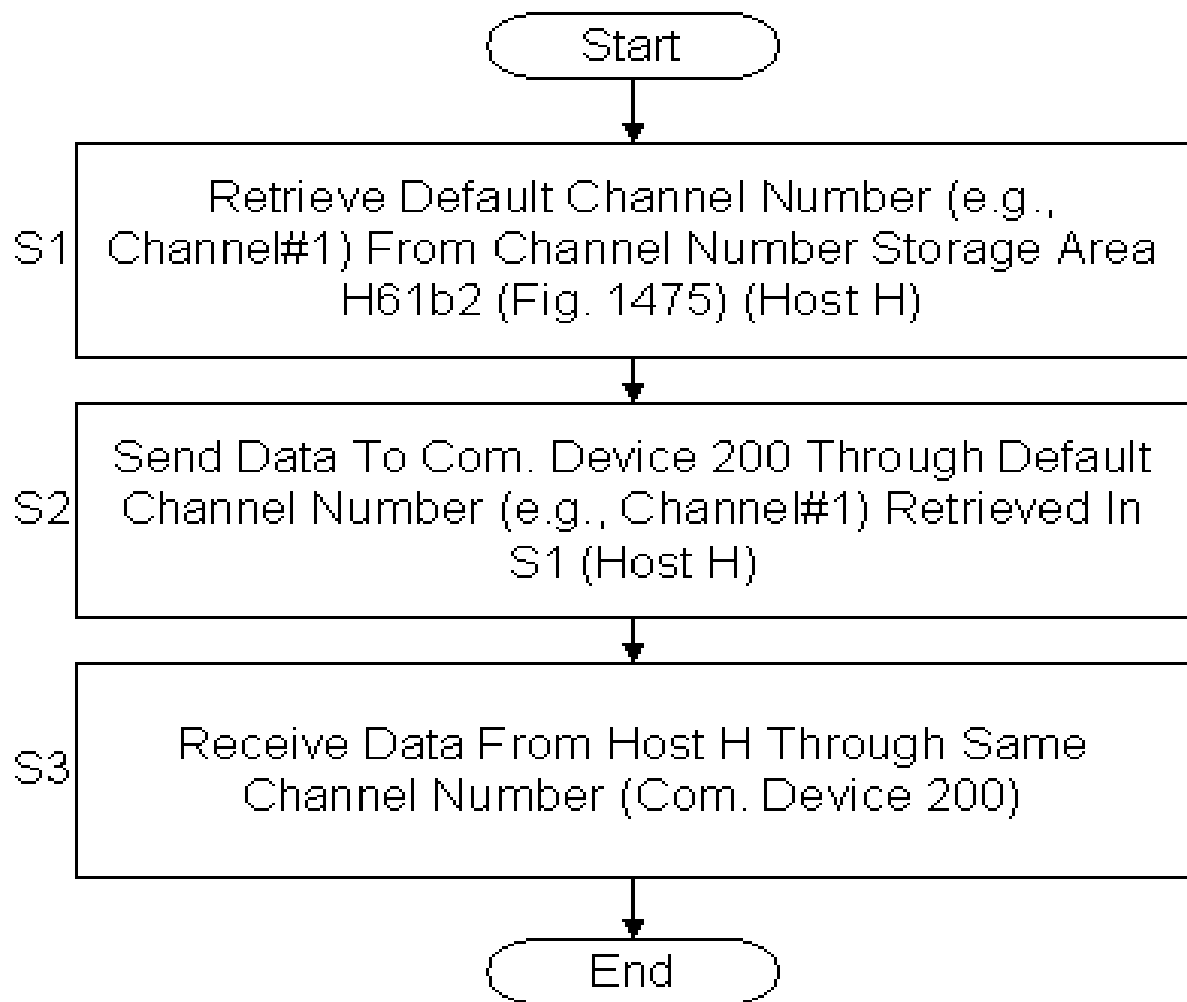 Start
S1
Retrieve Default Channel Number (e.g.,
Channel#1) From Channel Number Storage Area
H61b2 (Fig. 1475) (Host H)
S2
Send Data To Com. Device 200 Through Default
Channel Number (e.g., Channel#1) Retrieved In
S1 (Host H)
S3
Receive Data From Host H Through Same
Channel Number (Com. Device 200)
End